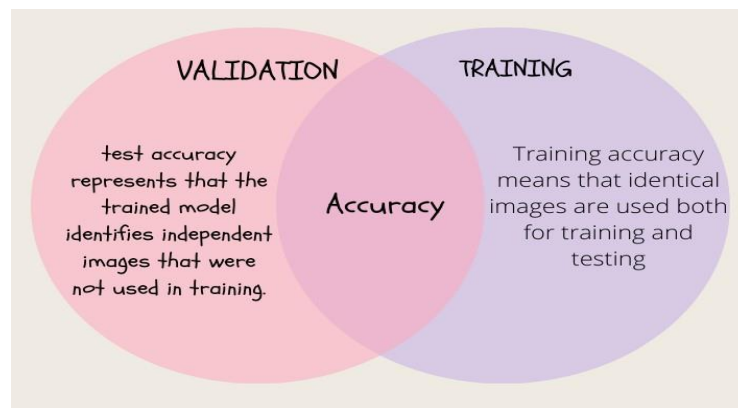 VALIDATION
TRAINING
test accuracy
represents that the
trained model
identifies independent
images that were
not used in training.
Accuracy
Training accuracy
means that identical
images are used both
for training and
testing